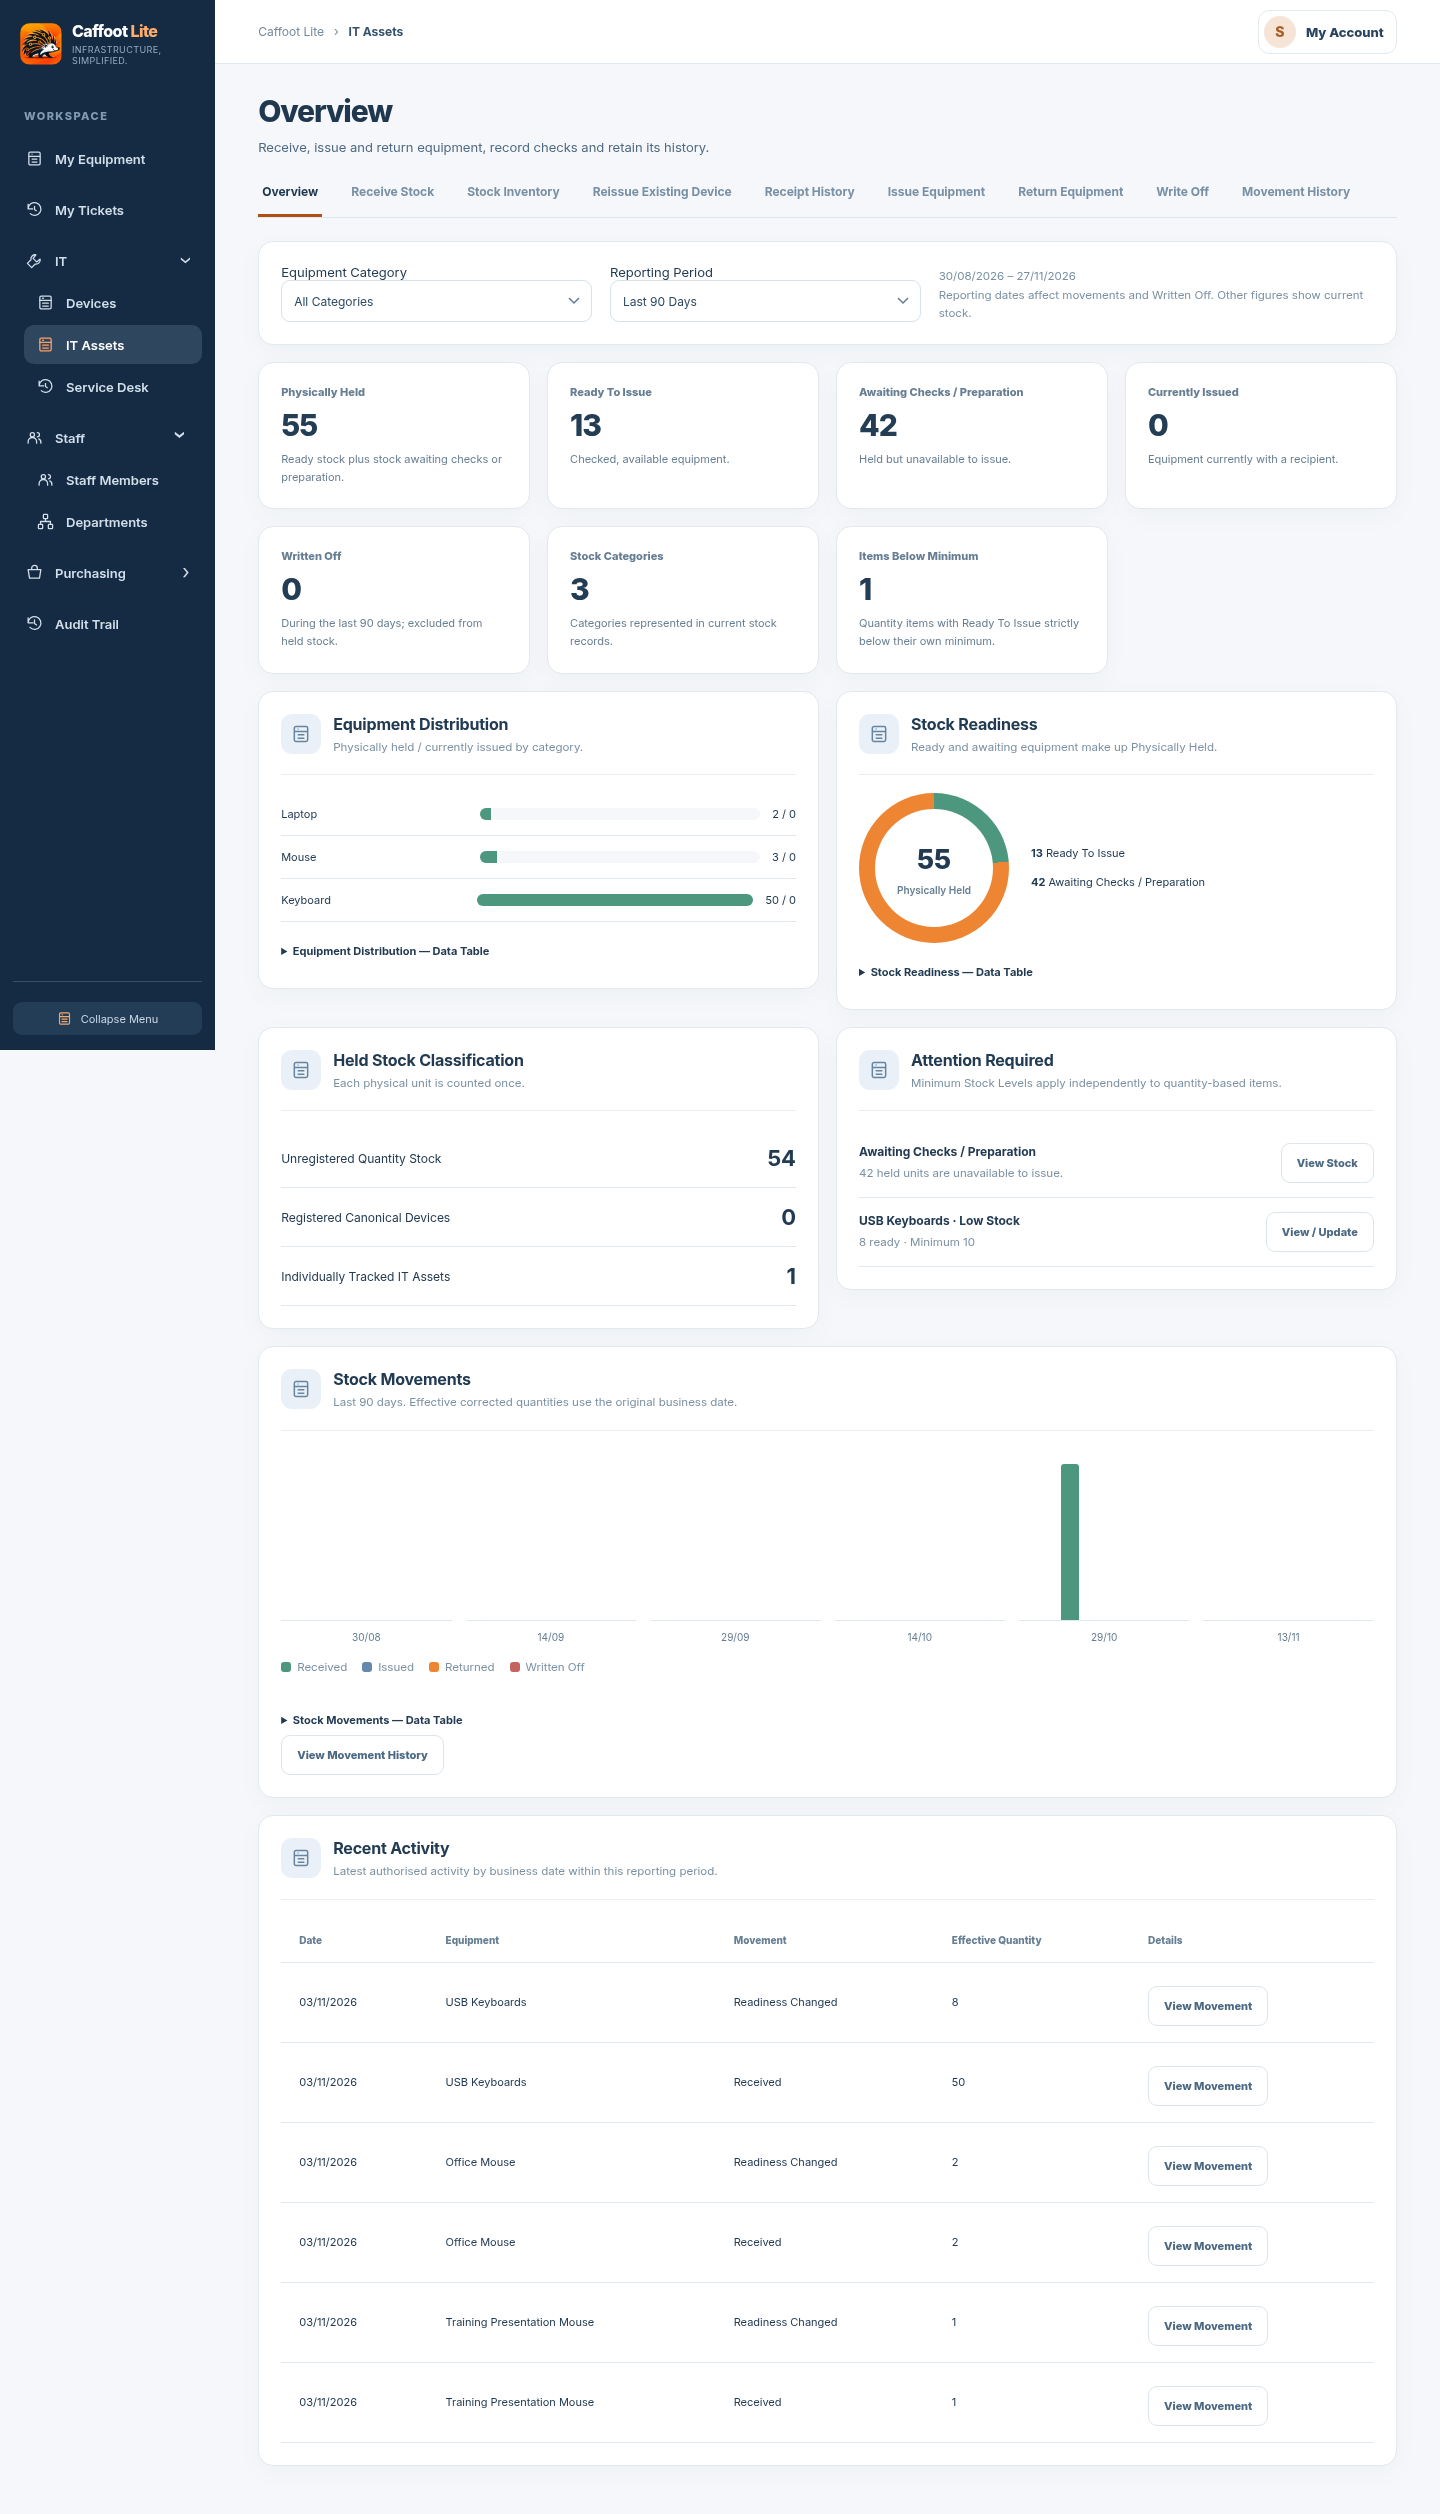 Caffoot Lite
INFRASTRUCTURE,
SIMPLIFIED.
WORKSPACE
My Equipment
My Tickets
IT
Devices
IT Assets
Service Desk
Staff
Staff Members
Departments
Purchasing
Audit Trail
Collapse Menu
Caffoot Lite › IT Assets
S My Account
Overview
Receive, issue and return equipment, record checks and retain its history.
Overview Receive Stock Stock Inventory Reissue Existing Device Receipt History Issue Equipment Return Equipment Write Off Movement History
Equipment Category
All Categories
Reporting Period
Last 90 Days
30/08/2026 – 27/11/2026
Reporting dates affect movements and Written Off. Other figures show current
stock.
Physically Held
55
Ready stock plus stock awaiting checks or
preparation.
Ready To Issue
13
Checked, available equipment.
Awaiting Checks / Preparation
42
Held but unavailable to issue.
Currently Issued
0
Equipment currently with a recipient.
Written Off
0
During the last 90 days; excluded from
held stock.
Stock Categories
3
Categories represented in current stock
records.
Items Below Minimum
1
Quantity items with Ready To Issue strictly
below their own minimum.
Equipment Distribution
Physically held / currently issued by category.
Laptop 2 / 0
Mouse 3 / 0
Keyboard 50 / 0
Equipment Distribution — Data Table
Stock Readiness
Ready and awaiting equipment make up Physically Held.
55
Physically Held
13 Ready To Issue
42 Awaiting Checks / Preparation
Stock Readiness — Data Table
Held Stock Classification
Each physical unit is counted once.
Unregistered Quantity Stock 54
Registered Canonical Devices 0
Individually Tracked IT Assets 1
Attention Required
Minimum Stock Levels apply independently to quantity-based items.
Awaiting Checks / Preparation
42 held units are unavailable to issue.
View Stock
USB Keyboards · Low Stock
8 ready · Minimum 10
View / Update
Stock Movements
Last 90 days. Effective corrected quantities use the original business date.
30/08 14/09 29/09 14/10 29/10 13/11
Received Issued Returned Written Off
Stock Movements — Data Table
View Movement History
Recent Activity
Latest authorised activity by business date within this reporting period.
Date Equipment Movement Effective Quantity Details
03/11/2026 USB Keyboards Readiness Changed 8 View Movement
03/11/2026 USB Keyboards Received 50 View Movement
03/11/2026 Office Mouse Readiness Changed 2 View Movement
03/11/2026 Office Mouse Received 2 View Movement
03/11/2026 Training Presentation Mouse Readiness Changed 1 View Movement
03/11/2026 Training Presentation Mouse Received 1 View Movement